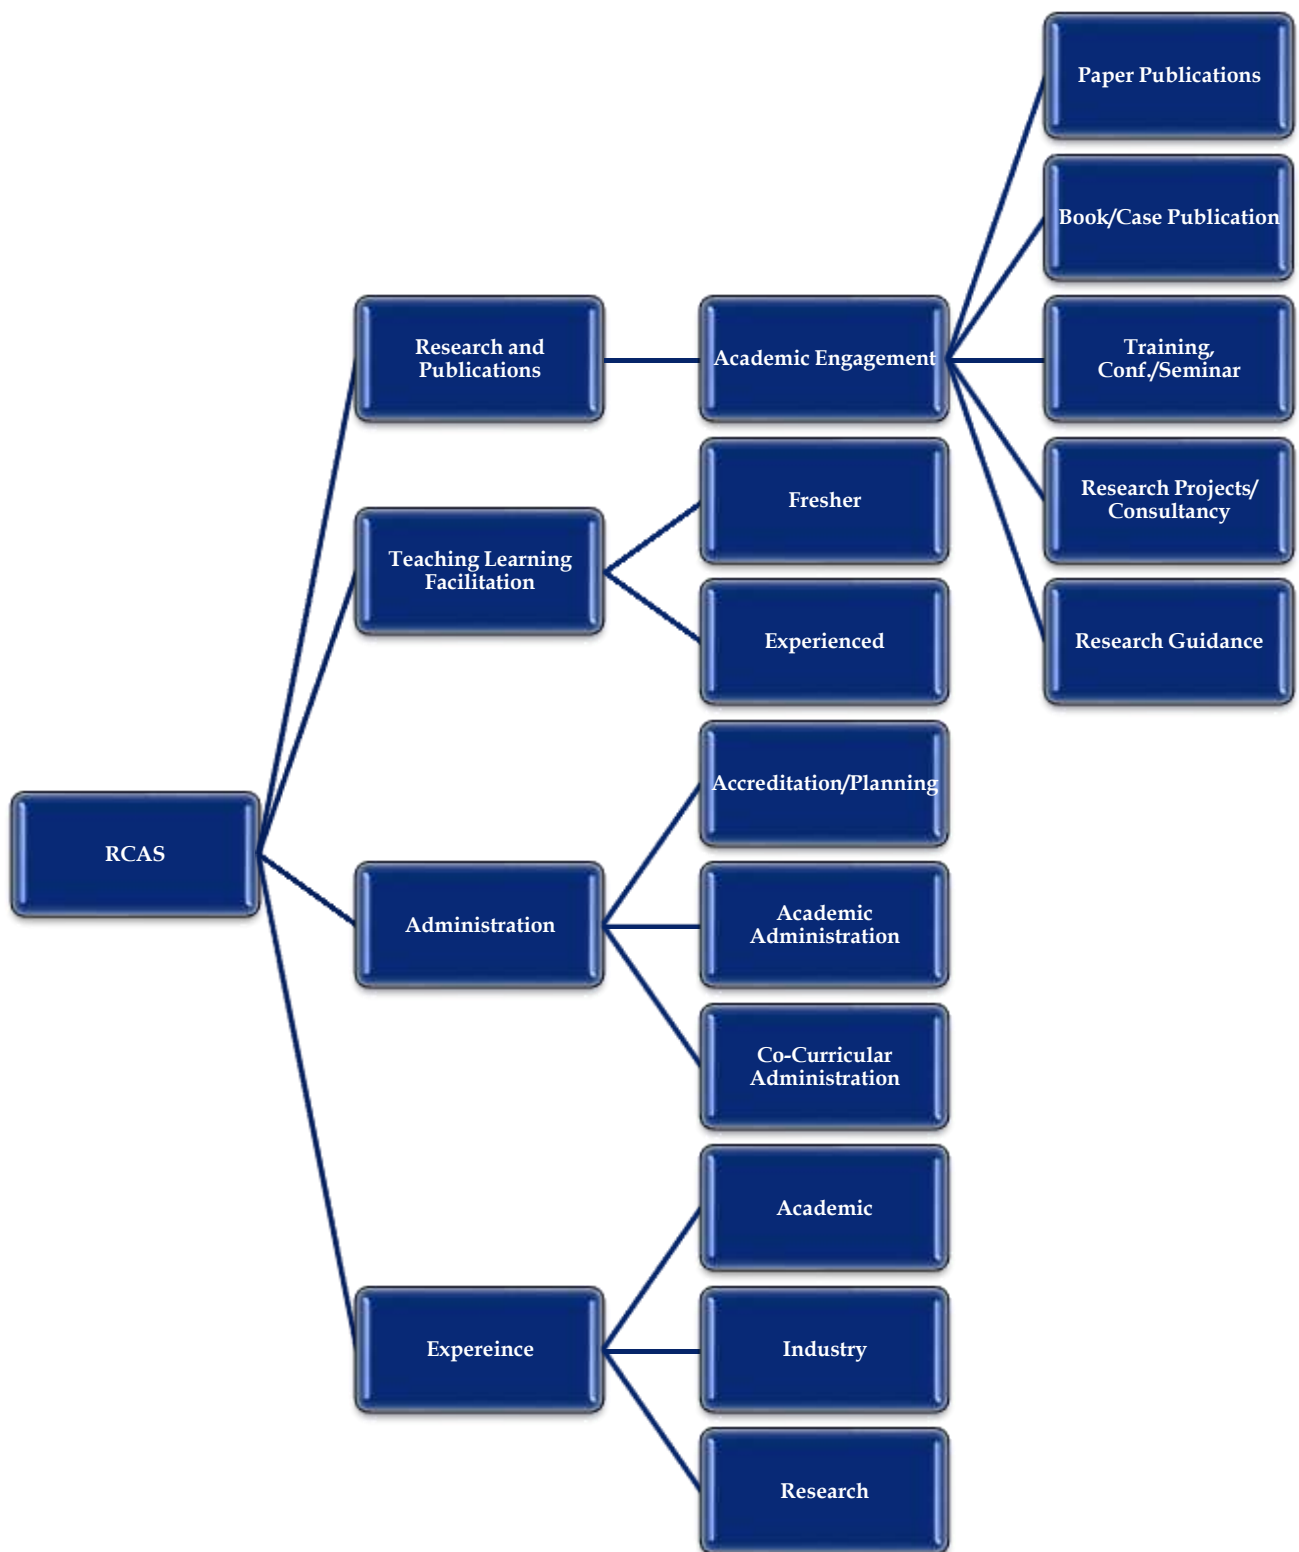 Paper Publications
Book/Case Publication
Research and
Publications
Academic Engagement
Training,
Conf./Seminar
Fresher
Research Projects/
Consultancy
Teaching Learning
Facilitation
Experienced
Research Guidance
Accreditation/Planning
RCAS
Administration
Academic
Administration
Co-Curricular
Administration
Academic
Expereince
Industry
Research